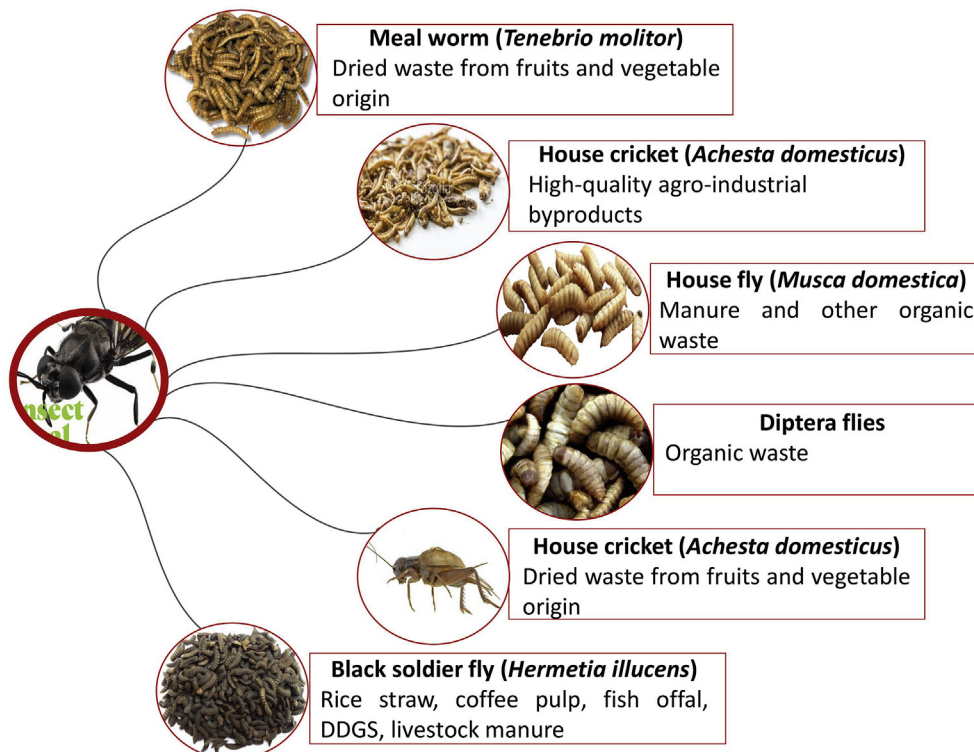 Meal worm (Tenebrio molitor)
Dried waste from fruits and vegetable
origin
House cricket (Achesta domesticus)
High-quality agro-industrial
byproducts
House fly (Musca domestica)
Manure and other organic
waste
nsect
al
Diptera flies
Organic waste
House cricket (Achesta domesticus)
Dried waste from fruits and vegetable
origin
Black soldier fly (Hermetia illucens)
Rice straw, coffee pulp, fish offal,
DDGS, livestock manure